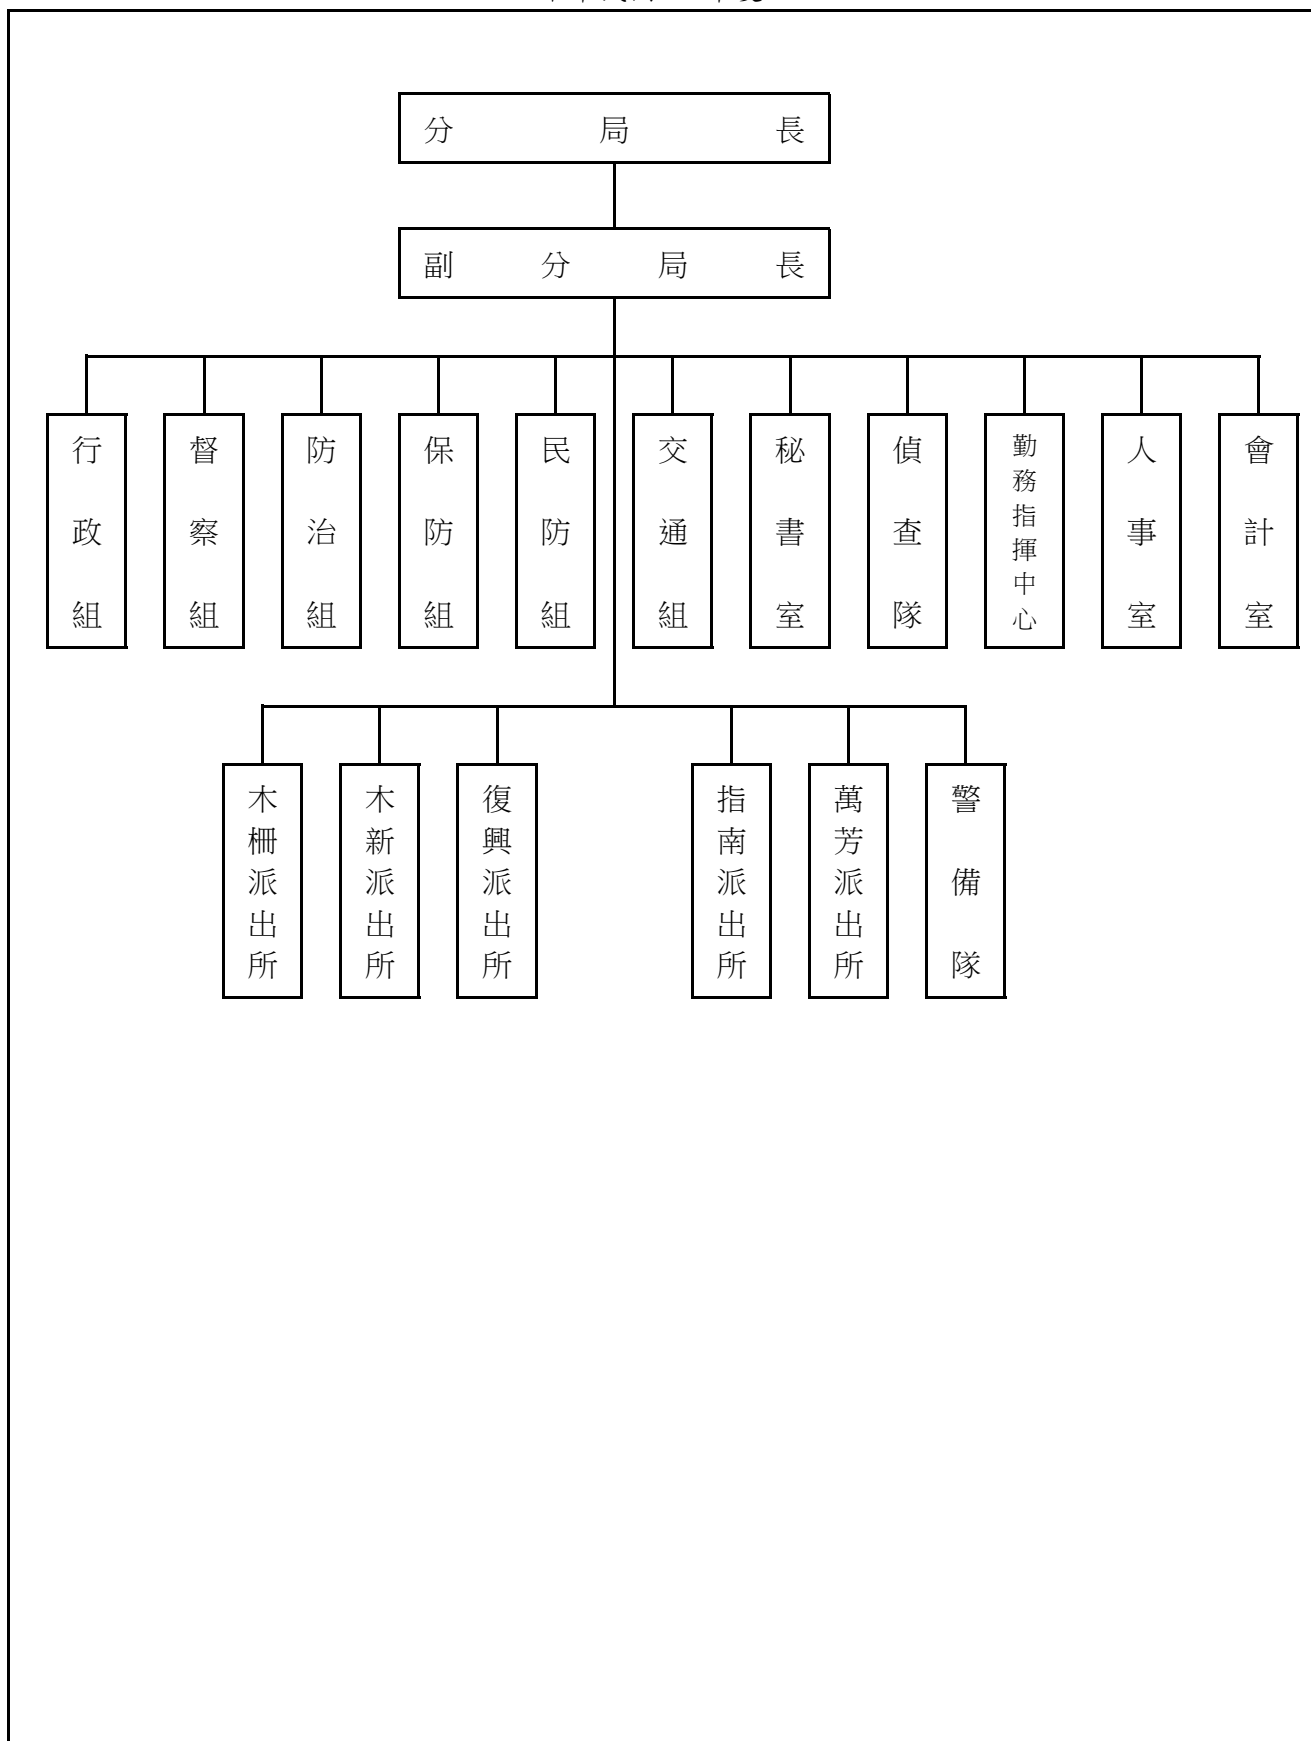 分局長
副分局長
行政組
督察組
防治組
保防組
民防組
交通組
秘書室
偵查隊
勤務指揮中心
人事室
會計室
木柵派出所
木新派出所
復興派出所
指南派出所
萬芳派出所
警備隊